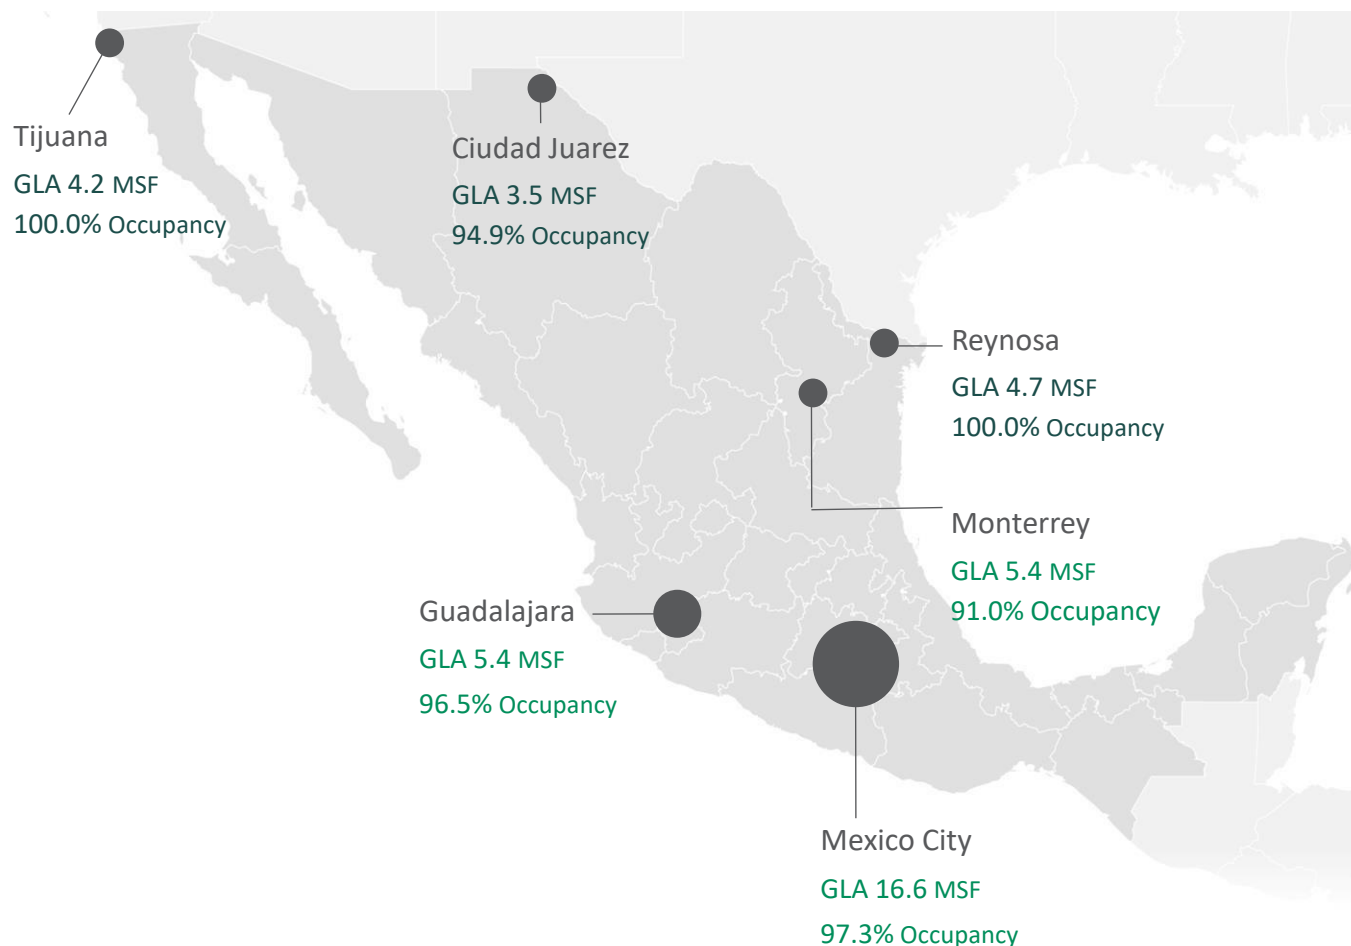 Tijuana
GLA 4.2 MSF
100.0% Occupancy
Ciudad Juarez
GLA 3.5 MSF
94.9% Occupancy
Reynosa
GLA 4.7 MSF
100.0% Occupancy
Monterrey
GLA 5.4 MSF
91.0% Occupancy
Guadalajara
GLA 5.4 MSF
96.5% Occupancy
Mexico City
GLA 16.6 MSF
97.3% Occupancy